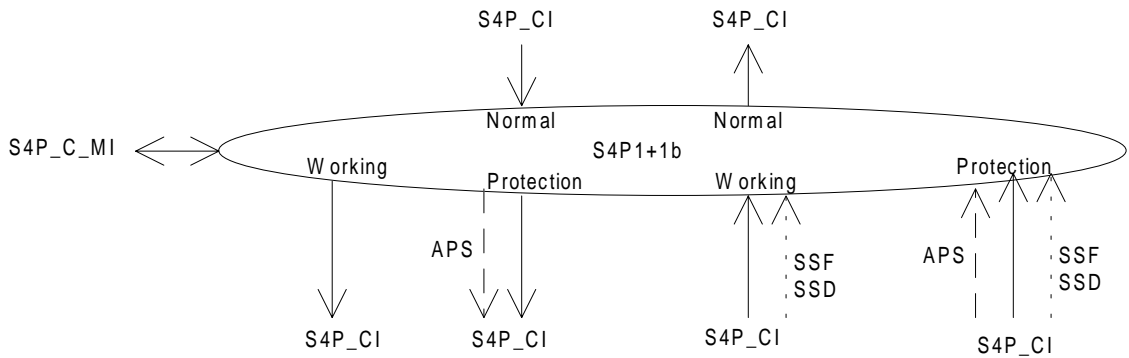 S4P_CI S4P_CI
Normal Normal
S4P_C_MI S4P1+1b
Working Protection Working Protection
APS SSF APS SSF
SSD SSD
S4P_CI S4P_CI S4P_CI S4P_CI